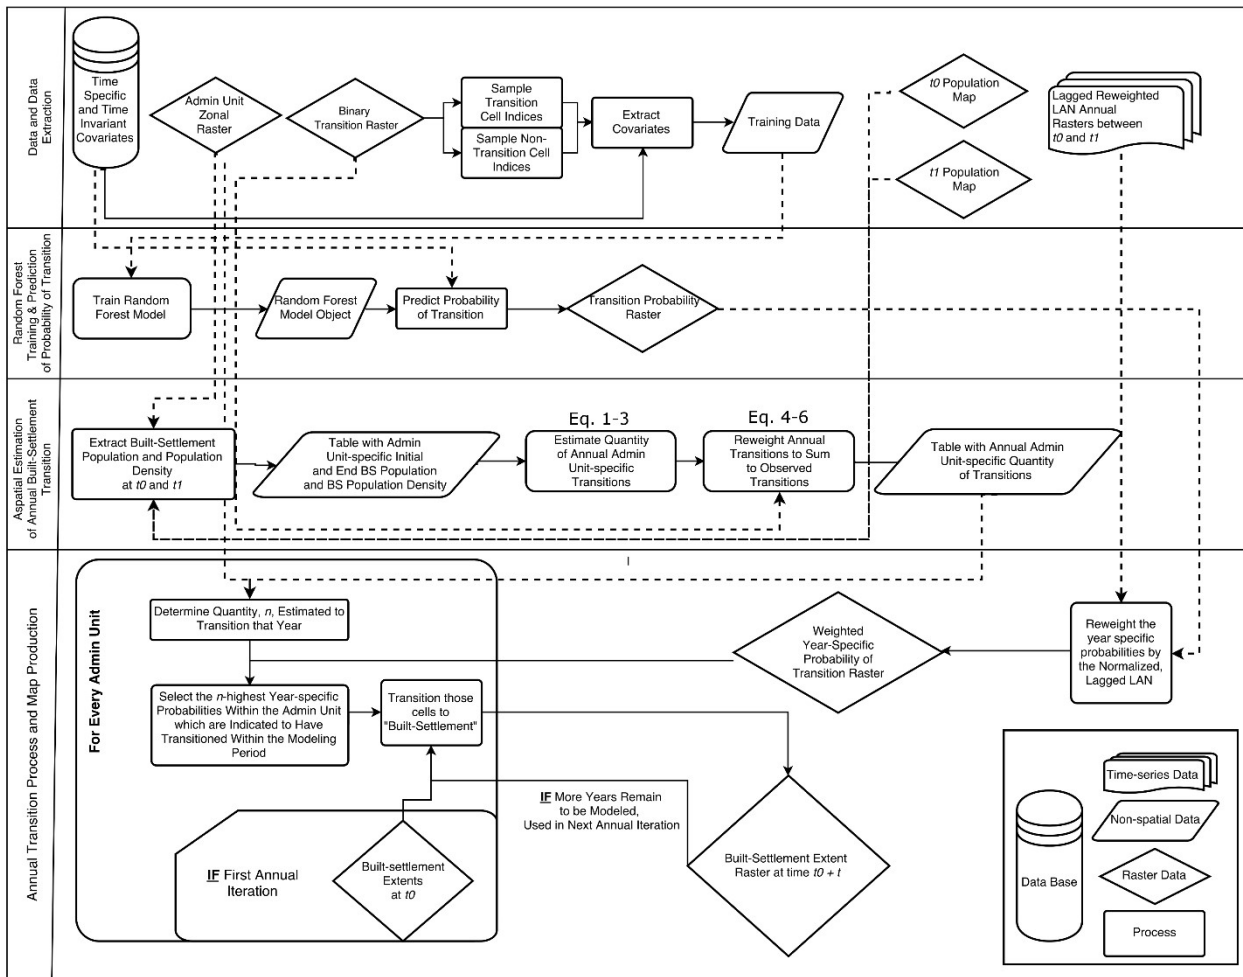 Data and Data
Extraction
Time
Specific
and Time
Invariant
Covariates
Admin Unit
Zonal
Raster
Binary
Transition Raster
Sample
Transition
Cell Indices
Sample Non-
Transition Cell
Indices
Extract
Covariates
Training Data
t0 Population
Map
t1 Population
Map
Lagged Reweighted
LAN Annual
Rasters between
t0 and t1
Random Forest
Training & Prediction
of Probability of Transition
Train Random
Forest Model
Random Forest
Model Object
Predict Probability
of Transition
Transition Probability
Raster
Aspatial Estimation
of Annual Built-Settlement
Transition
Extract Built-Settlement
Population and Population
Density
at t0 and t1
Table with Admin
Unit-specific Initial
and End BS Population
and BS Population Density
Eq. 1-3
Estimate Quantity
of Annual Admin
Unit-specific
Transitions
Eq. 4-6
Reweight Annual
Transitions to Sum
to Observed
Transitions
Table with Annual Admin
Unit-specific Quantity
of Transitions
Annual Transition Process and Map Production
For Every Admin Unit
Determine Quantity, n, Estimated to
Transition that Year
Select the n-highest Year-specific
Probabilities Within the Admin Unit
which are Indicated to Have
Transitioned Within the Modeling
Period
Transition those
cells to
"Built-Settlement"
IF First Annual
Iteration
Built-settlement
Extents
at t0
IF More Years Remain
to be Modeled,
Used in Next Annual Iteration
Weighted
Year-Specific
Probability of
Transition Raster
Built-Settlement Extent
Raster at time t0 + t
Reweight the
year specific
probabilities by
the Normalized,
Lagged LAN
Time-series Data
Non-spatial Data
Raster Data
Process
Data Base